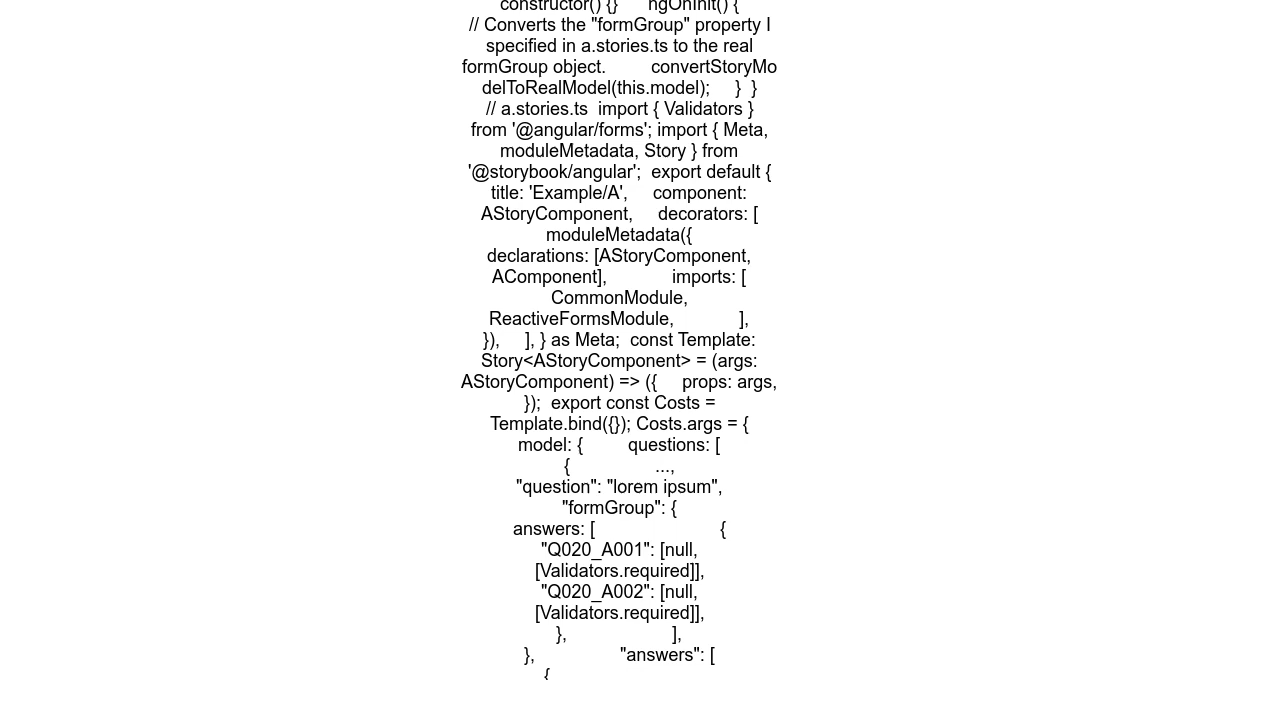 constructor() {}      ngOnInit() {
// Converts the "formGroup" property I
specified in a.stories.ts to the real
formGroup object.         convertStoryMo
delToRealModel(this.model);     }  }
// a.stories.ts  import { Validators }
from '@angular/forms'; import { Meta,
moduleMetadata, Story } from
'@storybook/angular';  export default {
title: 'Example/A',     component:
AStoryComponent,     decorators: [
moduleMetadata({
declarations: [AStoryComponent,
AComponent],             imports: [
CommonModule,
ReactiveFormsModule,             ],
}),     ], } as Meta;  const Template:
Story<AStoryComponent> = (args:
AStoryComponent) => ({     props: args,
});  export const Costs =
Template.bind({}); Costs.args = {
model: {         questions: [
{                 ...,
"question": "lorem ipsum",
"formGroup": {
answers: [                         {
"Q020_A001": [null,
[Validators.required]],
"Q020_A002": [null,
[Validators.required]],
},                     ],
},                 "answers": [
{